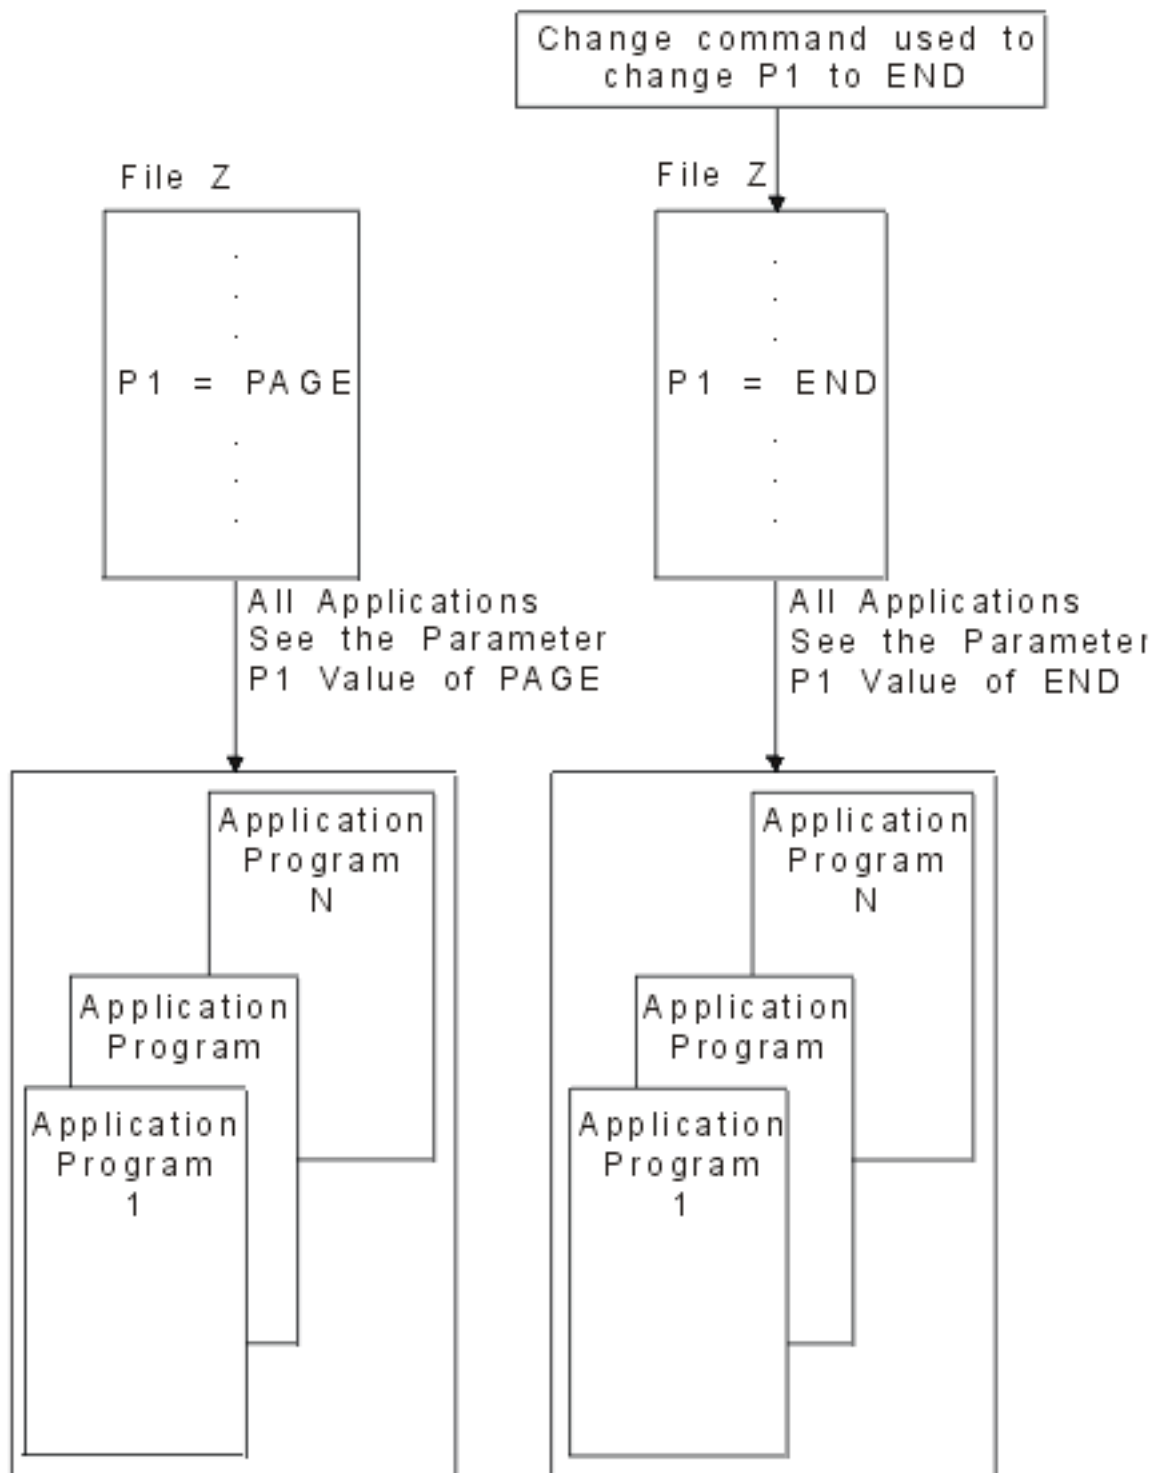 Change command used to
change P1 to END
File Z
P1 = PAGE
All Applications
See the Parameter
P1 Value of PAGE
Application
Program
N
Application
Program
Application
Program
1
File Z
P1 = END
All Applications
See the Parameter
P1 Value of END
Application
Program
N
Application
Program
Application
Program
1